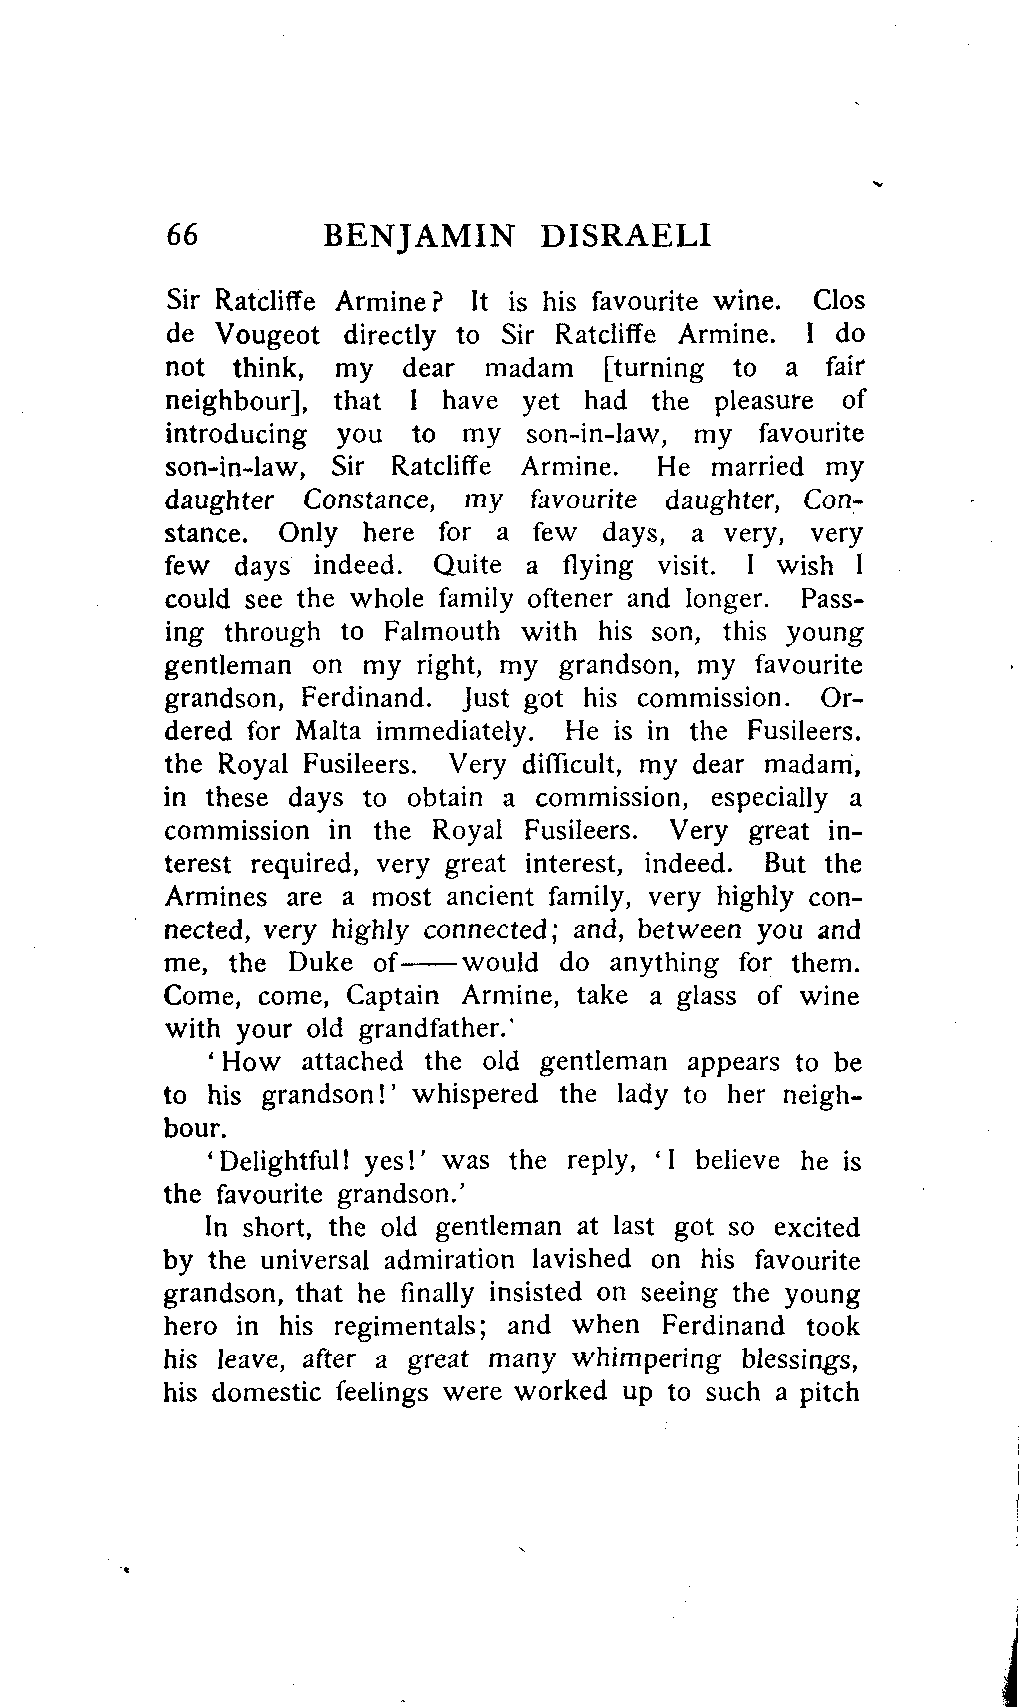 66 BENJAMIN DISRAELI
Sir Ratcliffe Armine? It is his favourite wine. Clos
de Vougeot directly to Sir Ratcliffe Armine. I do
not think, my dear madam [turning to a fair
neighbour], that I have yet had the pleasure of
introducing you to my son-in-law, my favourite
son-in-law, Sir Ratcliffe Armine. He married my
daughter Constance, my favourite daughter, Con-
stance. Only here for a few days, a very, very
few days indeed. Quite a flying visit. I wish I
could see the whole family oftener and longer. Pass-
ing through to Falmouth with his son, this young
gentleman on my right, my grandson, my favourite
grandson, Ferdinand. Just got his commission. Or-
dered for Malta immediately. He is in the Fusileers.
the Royal Fusileers. Very difficult, my dear madam,
in these days to obtain a commission, especially a
commission in the Royal Fusileers. Very great in-
terest required, very great interest, indeed. But the
Armines are a most ancient family, very highly con-
nected, very highly connected; and, between you and
me, the Duke of——would do anything for them.
Come, come, Captain Armine, take a glass of wine
with your old grandfather.'
'How attached the old gentleman appears to be
to his grandson!' whispered the lady to her neigh-
bour.
'Delightful! yes!' was the reply, 'I believe he is
the favourite grandson.'
In short, the old gentleman at last got so excited
by the universal admiration lavished on his favourite
grandson, that he finally insisted on seeing the young
hero in his regimentals; and when Ferdinand took
his leave, after a great many whimpering blessings,
his domestic feelings were worked up to such a pitch